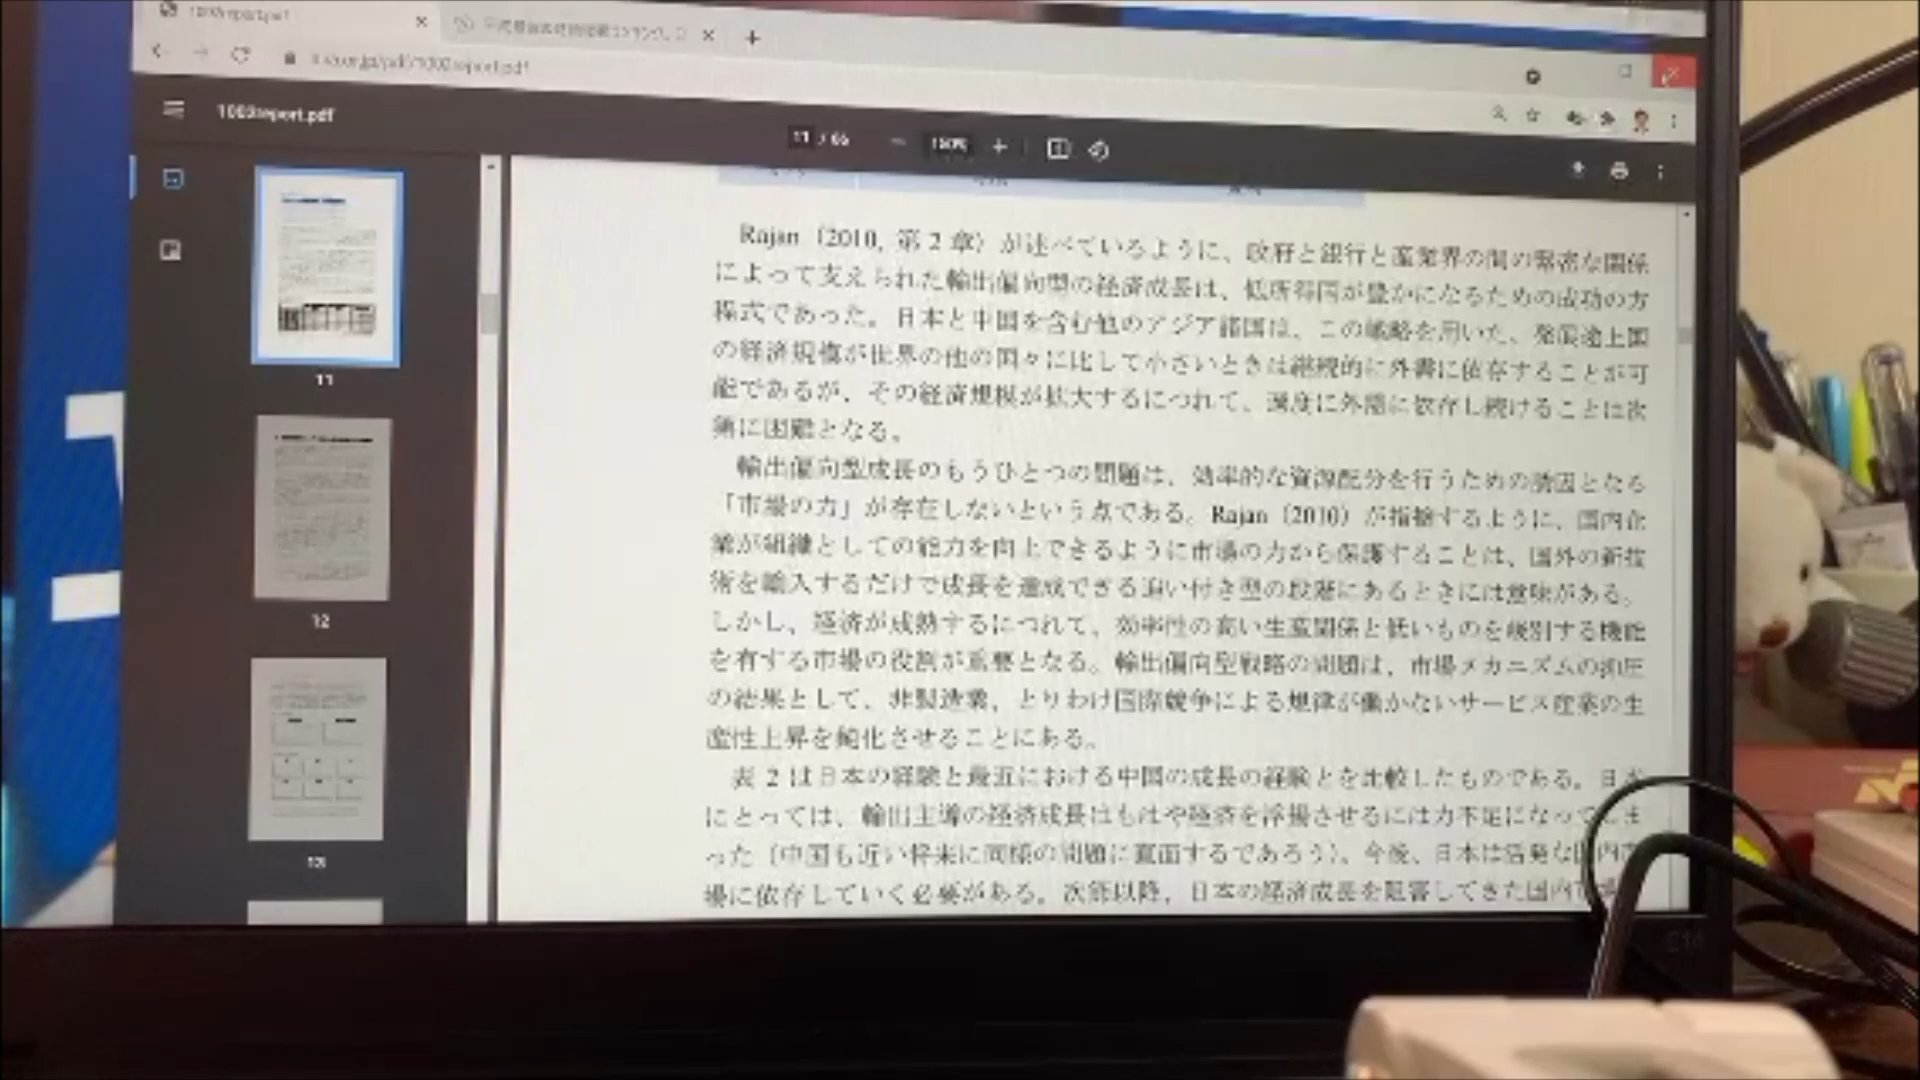 1002report.pdf
1002report.pdf
11 / 66
150%
11
12
13
Rajan (2010, 第2章) が述べているように、政府と銀行と産業界の間の緊密な関係
によって支えられた輸出偏向型の経済成長は、低所得国が豊かになるための成功の方
程式であった。日本と中国を含む他のアジア諸国は、この戦略を用いた。発展途上国
の経済規模が世界の他の国々に比して小さいときは継続的に外需に依存することが可
能であるが、その経済規模が拡大するにつれて、過度に外需に依存し続けることは次
第に困難となる。
輸出偏向型成長のもうひとつの問題は、効率的な資源配分を行うための誘因となる
「市場の力」が存在しないという点である。Rajan (2010) が指摘するように、国内企
業が組織としての能力を向上できるように市場の力から保護することは、国外の新技
術を輸入するだけで成長を達成できる追い付き型の段階にあるときには意味がある。
しかし、経済が成熟するにつれて、効率性の高い生産関係と低いものを識別する機能
を有する市場の役割が重要となる。輸出偏向型戦略の問題は、市場メカニズムの抑圧
の結果として、非製造業、とりわけ国際競争による規律が働かないサービス産業の生
産性上昇を鈍化させることにある。
表2は日本の経験と最近における中国の成長の経験とを比較したものである。日本
にとっては、輸出主導の経済成長はもはや経済を浮揚させるには力不足になってしま
った（中国も近い将来に同様の問題に直面するであろう）。今後、日本は活発な国内市
場に依存していく必要がある。次節以降、日本の経済成長を阻害してきた国内市